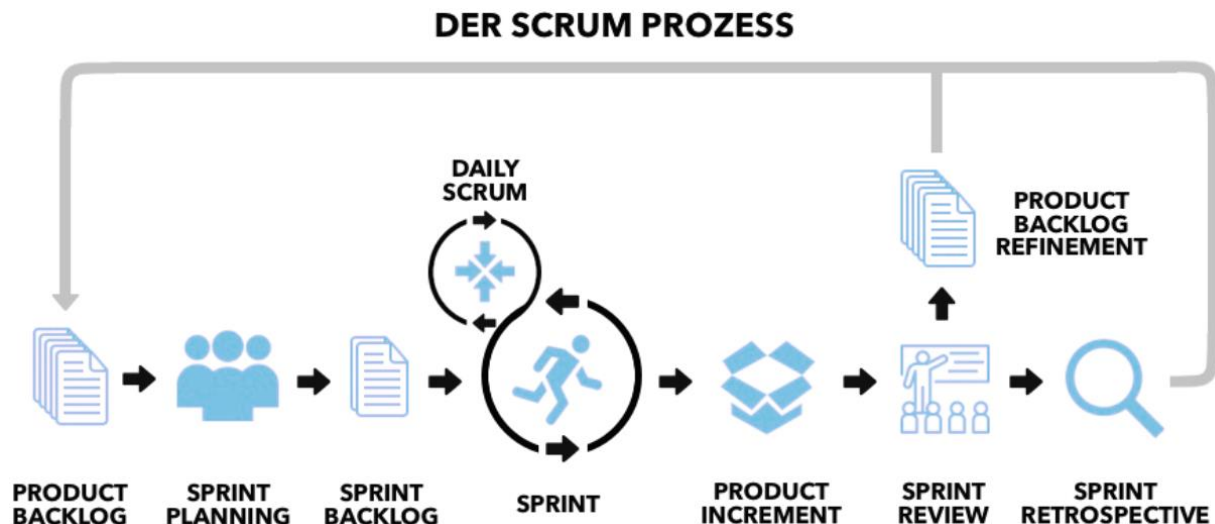 DER SCRUM PROZESS
DAILY
SCRUM
PRODUCT
BACKLOG
REFINEMENT
PRODUCT
BACKLOG
SPRINT
PLANNING
SPRINT
BACKLOG
SPRINT
PRODUCT
INCREMENT
SPRINT
REVIEW
SPRINT
RETROSPECTIVE